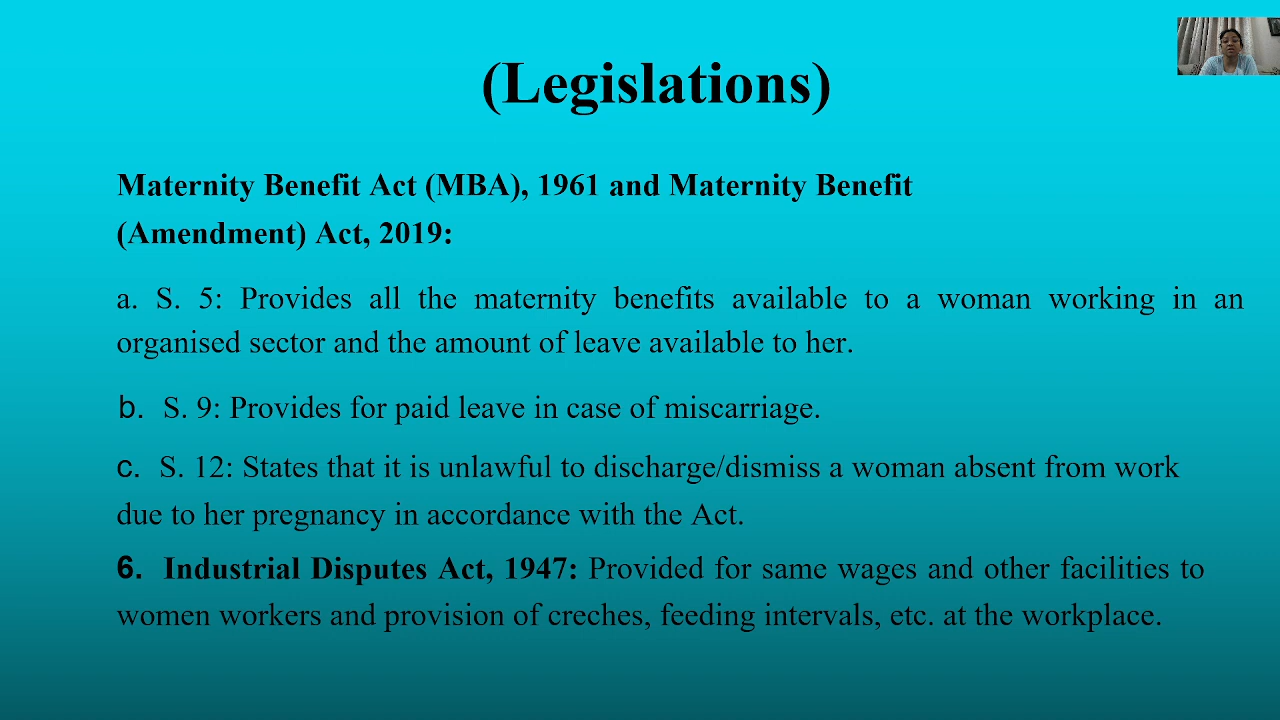 (Legislations)
Maternity Benefit Act (MBA), 1961 and Maternity Benefit
(Amendment) Act, 2019:
a. S. 5: Provides all the maternity benefits available to a woman working in an
organised sector and the amount of leave available to her.
b. S. 9: Provides for paid leave in case of miscarriage.
c. S. 12: States that it is unlawful to discharge/dismiss a woman absent from work
due to her pregnancy in accordance with the Act.
6. Industrial Disputes Act, 1947: Provided for same wages and other facilities to
women workers and provision of creches, feeding intervals, etc. at the workplace.